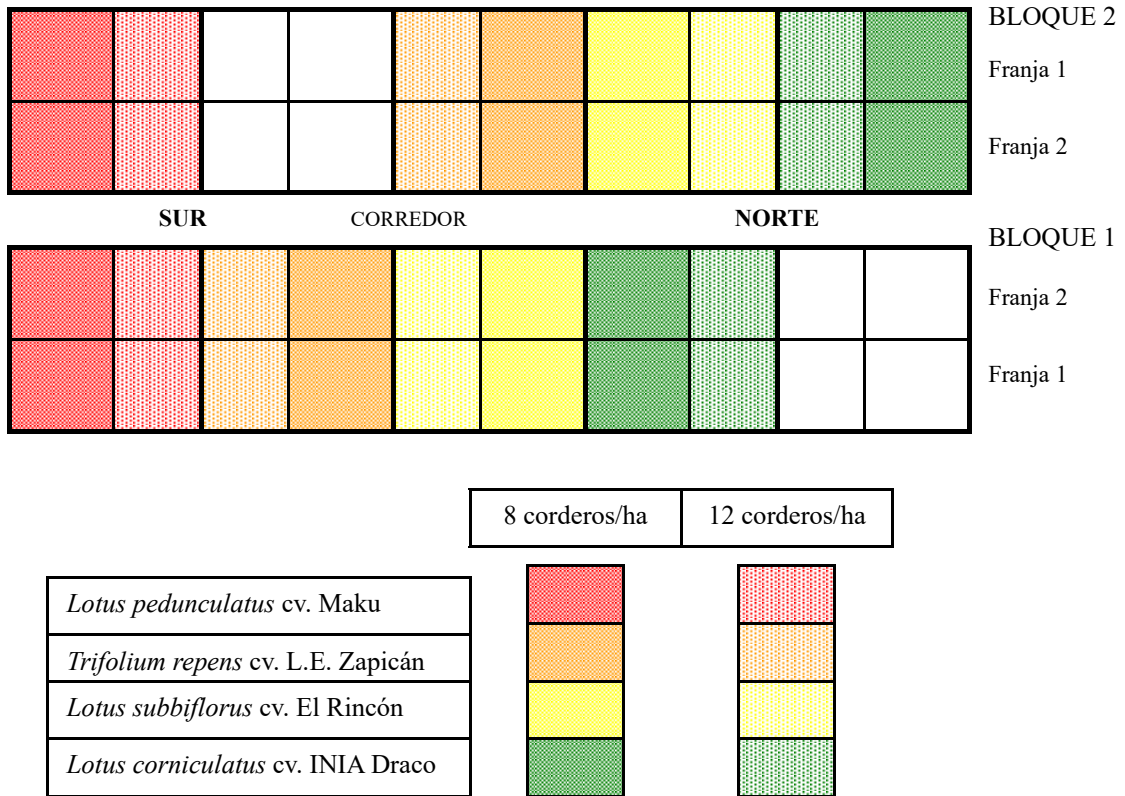 BLOQUE 2
Franja 1
Franja 2
SUR CORREDOR NORTE
BLOQUE 1
Franja 2
Franja 1
8 corderos/ha 12 corderos/ha
Lotus pedunculatus cv. Maku
Trifolium repens cv. L.E. Zapicán
Lotus subbiflorus cv. El Rincón
Lotus corniculatus cv. INIA Draco